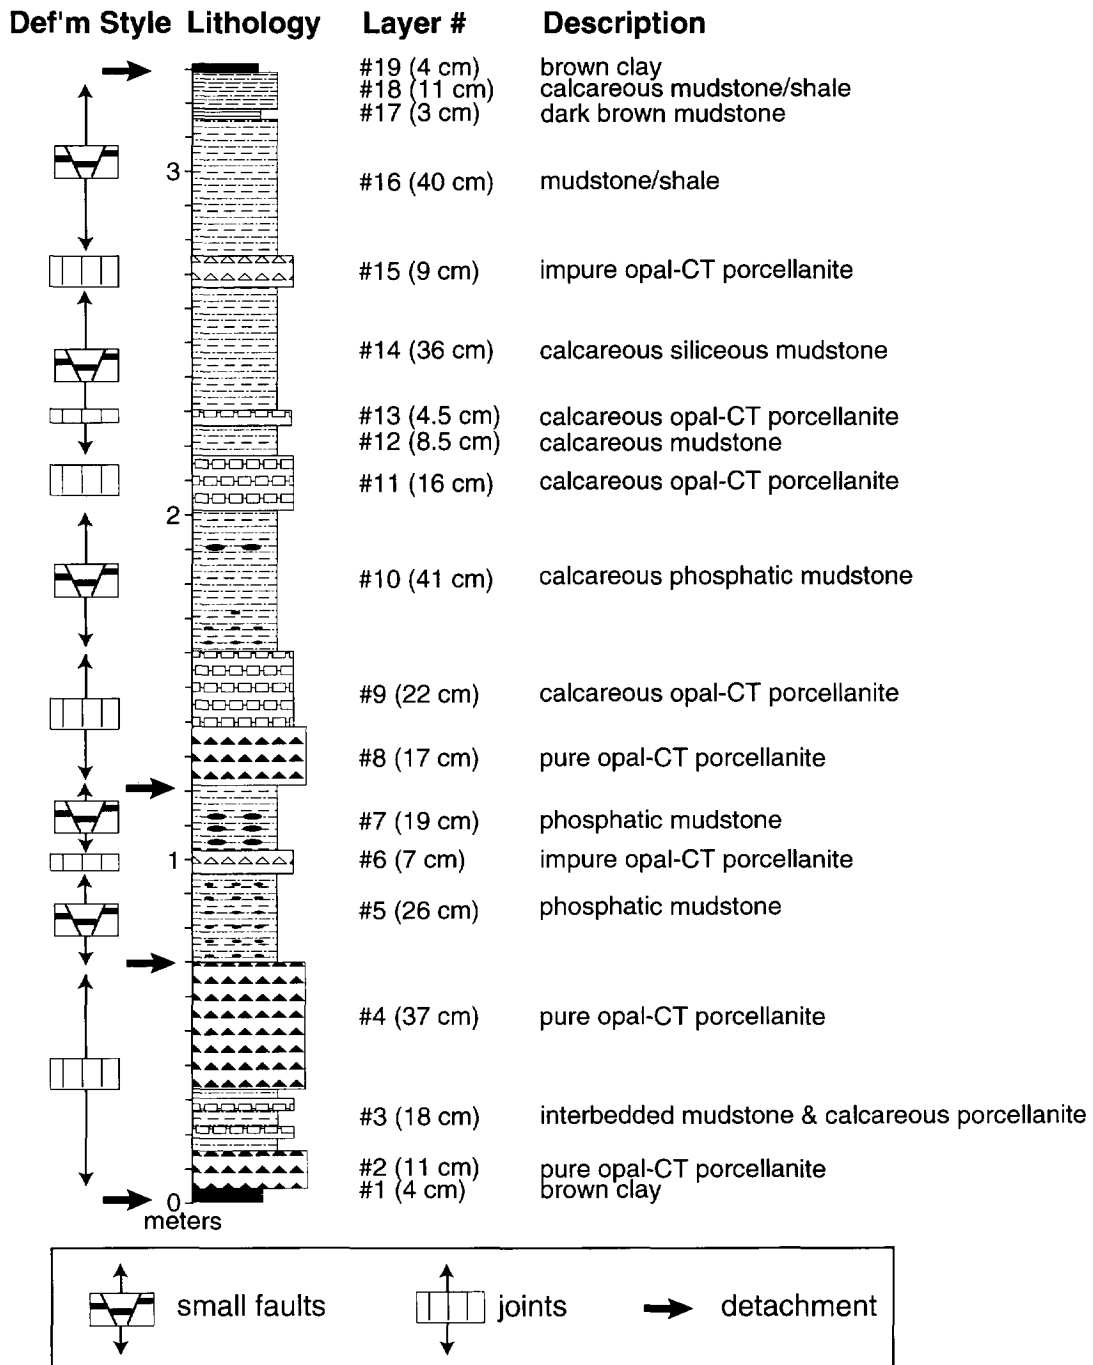 Def'm Style Lithology Layer # Description
#19 (4 cm) brown clay
#18 (11 cm) calcareous mudstone/shale
#17 (3 cm) dark brown mudstone
3
#16 (40 cm) mudstone/shale
#15 (9 cm) impure opal-CT porcellanite
#14 (36 cm) calcareous siliceous mudstone
#13 (4.5 cm) calcareous opal-CT porcellanite
#12 (8.5 cm) calcareous mudstone
#11 (16 cm) calcareous opal-CT porcellanite
2
#10 (41 cm) calcareous phosphatic mudstone
#9 (22 cm) calcareous opal-CT porcellanite
#8 (17 cm) pure opal-CT porcellanite
#7 (19 cm) phosphatic mudstone
1 #6 (7 cm) impure opal-CT porcellanite
#5 (26 cm) phosphatic mudstone
#4 (37 cm) pure opal-CT porcellanite
#3 (18 cm) interbedded mudstone & calcareous porcellanite
#2 (11 cm) pure opal-CT porcellanite
#1 (4 cm) brown clay
0
meters
small faults joints detachment